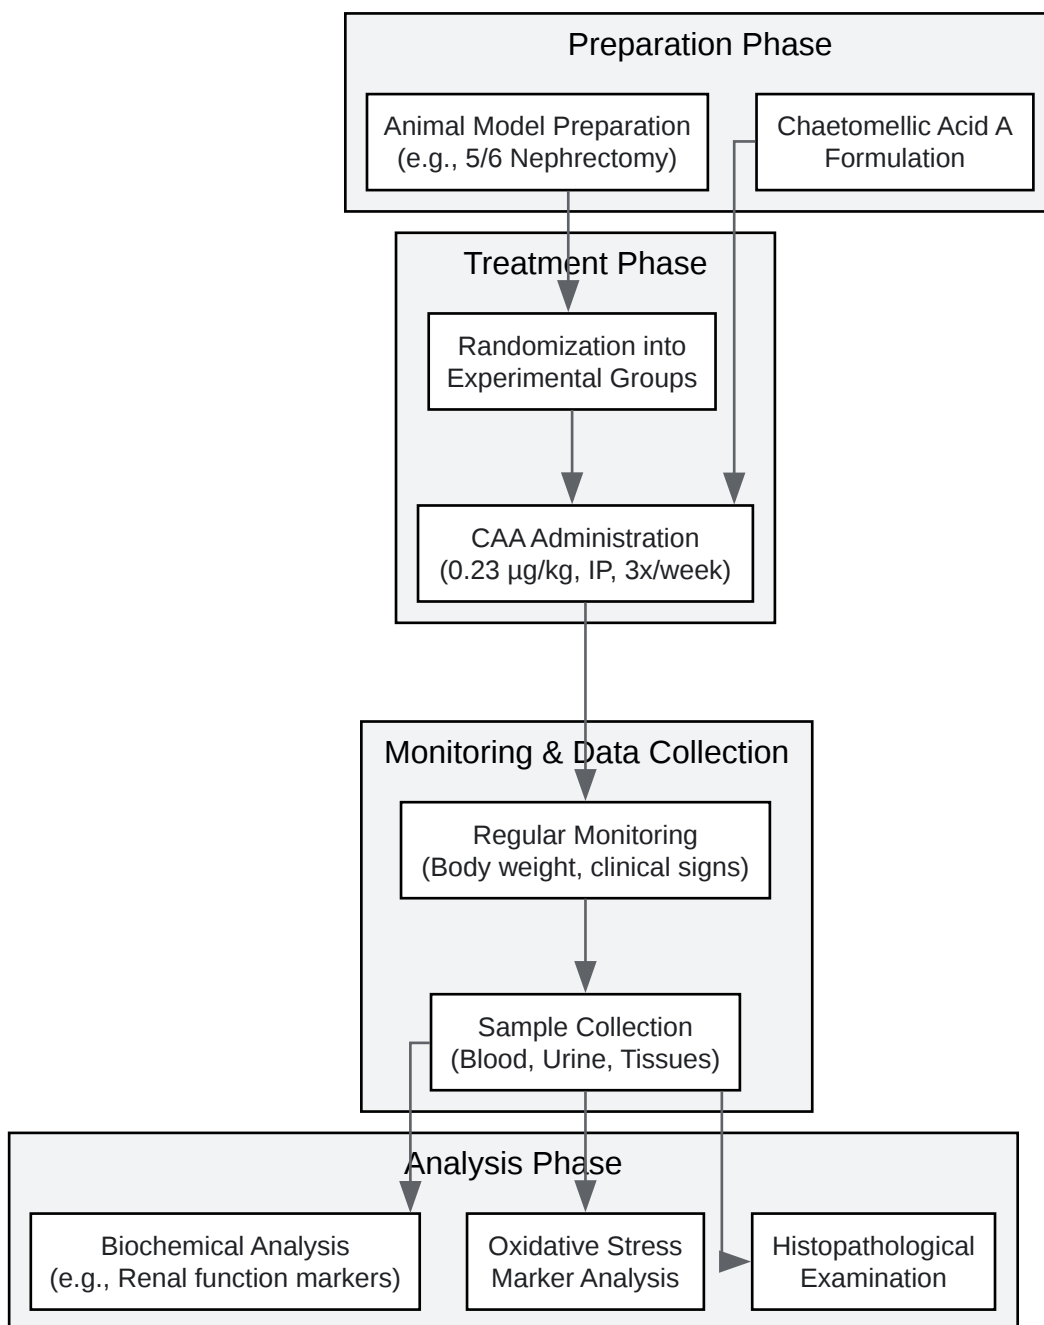 Preparation Phase
Animal Model Preparation
(e.g., 5/6 Nephrectomy)
Chaetomellic Acid A
Formulation
Treatment Phase
Randomization into
Experimental Groups
CAA Administration
(0.23 µg/kg, IP, 3x/week)
Monitoring & Data Collection
Regular Monitoring
(Body weight, clinical signs)
Sample Collection
(Blood, Urine, Tissues)
Analysis Phase
Biochemical Analysis
(e.g., Renal function markers)
Oxidative Stress
Marker Analysis
Histopathological
Examination